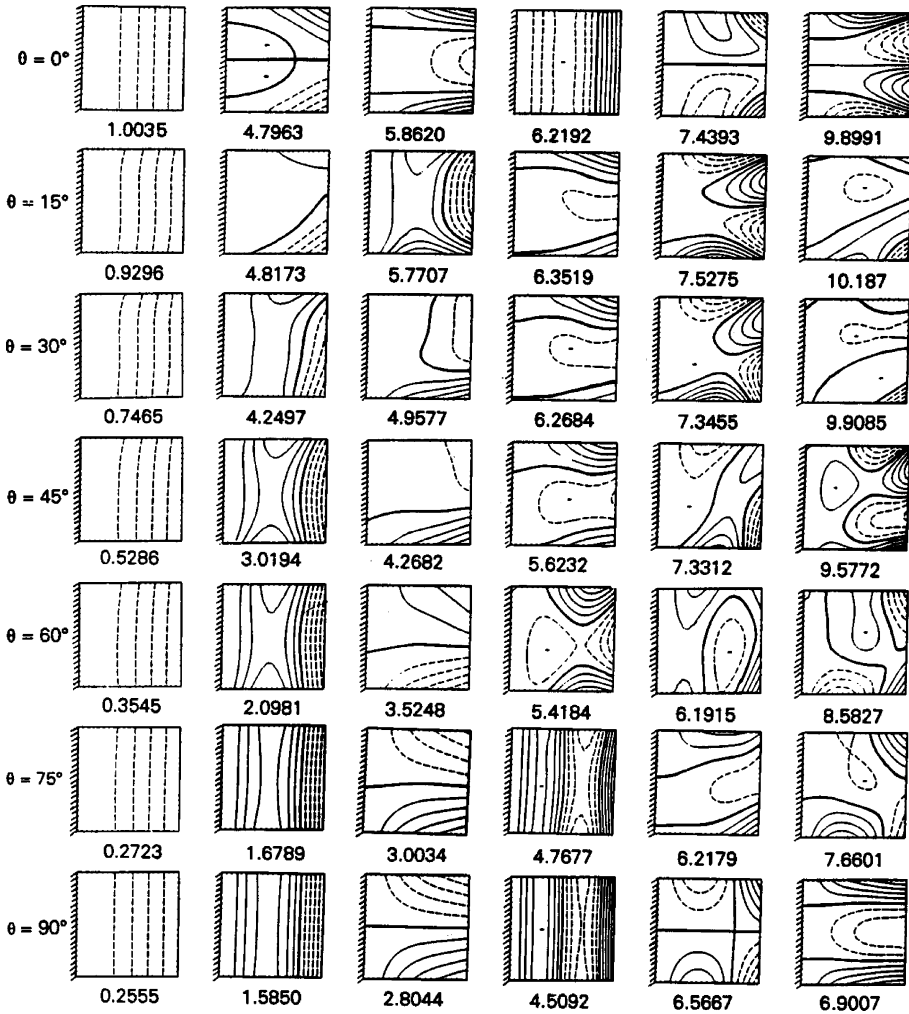 θ = 0°
1.0035 4.7963 5.8620 6.2192 7.4393 9.8991
θ = 15°
0.9296 4.8173 5.7707 6.3519 7.5275 10.187
θ = 30°
0.7465 4.2497 4.9577 6.2684 7.3455 9.9085
θ = 45°
0.5286 3.0194 4.2682 5.6232 7.3312 9.5772
θ = 60°
0.3545 2.0981 3.5248 5.4184 6.1915 8.5827
θ = 75°
0.2723 1.6789 3.0034 4.7677 6.2179 7.6601
θ = 90°
0.2555 1.5850 2.8044 4.5092 6.5667 6.9007